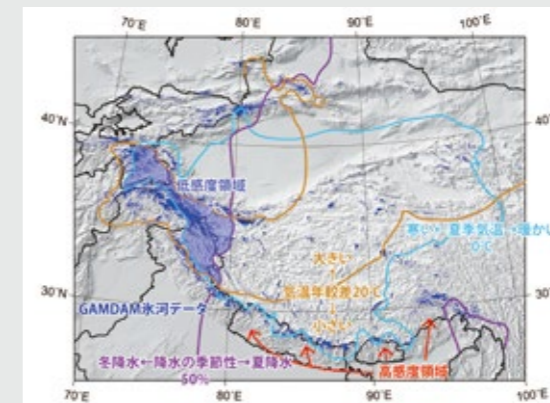 70°E
80°E
90°E
100°E
40°N
40°N
低感度領域
大きい
↑
寒い←夏季気温→暖かい
0℃
30°N
30°N
気温年較差20℃
↓
小さい
GAMDAM氷河データ
冬降水←降水の季節性→夏降水
50%
高感度領域
70°E
80°E
90°E
100°E